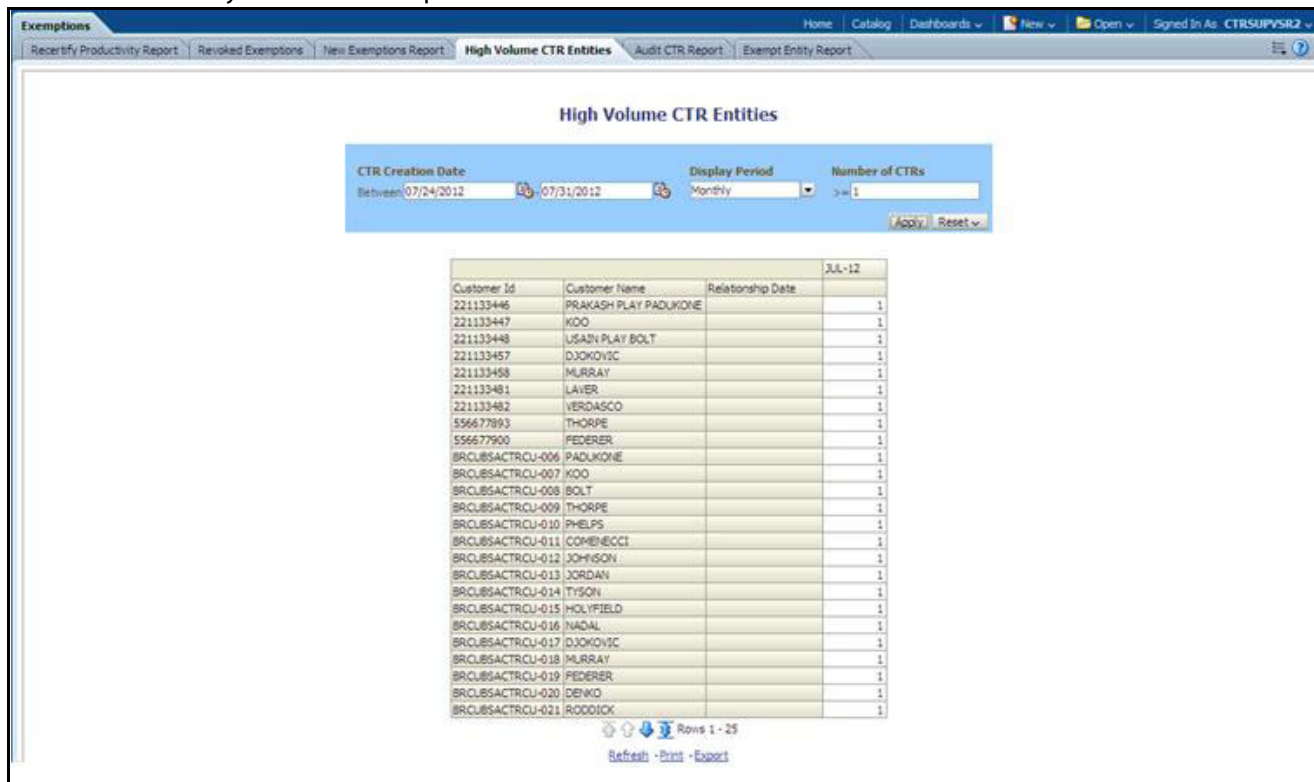 Exemptions
Home Catalog Dashboards New Open Signed In As CTRSUPVSR2
Recertify Productivity Report Revoked Exemptions New Exemptions Report High Volume CTR Entities Audit CTR Report Exempt Entity Report
High Volume CTR Entities
CTR Creation Date Display Period Number of CTRs
Between 07/24/2012 - 07/31/2012 Monthly >= 1
Apply Reset
JUL-12
Customer Id Customer Name Relationship Date
221133446 PRAKASH PLAY PADUKONE 1
221133447 KOO 1
221133448 USAIN PLAY BOLT 1
221133457 DJOKOVIC 1
221133458 MURRAY 1
221133481 LAVER 1
221133482 VERDASCO 1
556677893 THORPE 1
556677900 FEDERER 1
BRCUBSACTRCU-006 PADUKONE 1
BRCUBSACTRCU-007 KOO 1
BRCUBSACTRCU-008 BOLT 1
BRCUBSACTRCU-009 THORPE 1
BRCUBSACTRCU-010 PHELPS 1
BRCUBSACTRCU-011 COMENECCI 1
BRCUBSACTRCU-012 JOHNSON 1
BRCUBSACTRCU-013 JORDAN 1
BRCUBSACTRCU-014 TYSON 1
BRCUBSACTRCU-015 HOLYFIELD 1
BRCUBSACTRCU-016 NADAL 1
BRCUBSACTRCU-017 DJOKOVIC 1
BRCUBSACTRCU-018 MURRAY 1
BRCUBSACTRCU-019 FEDERER 1
BRCUBSACTRCU-020 DENKO 1
BRCUBSACTRCU-021 RODDICK 1
Rows 1 - 25
Refresh - Print - Export